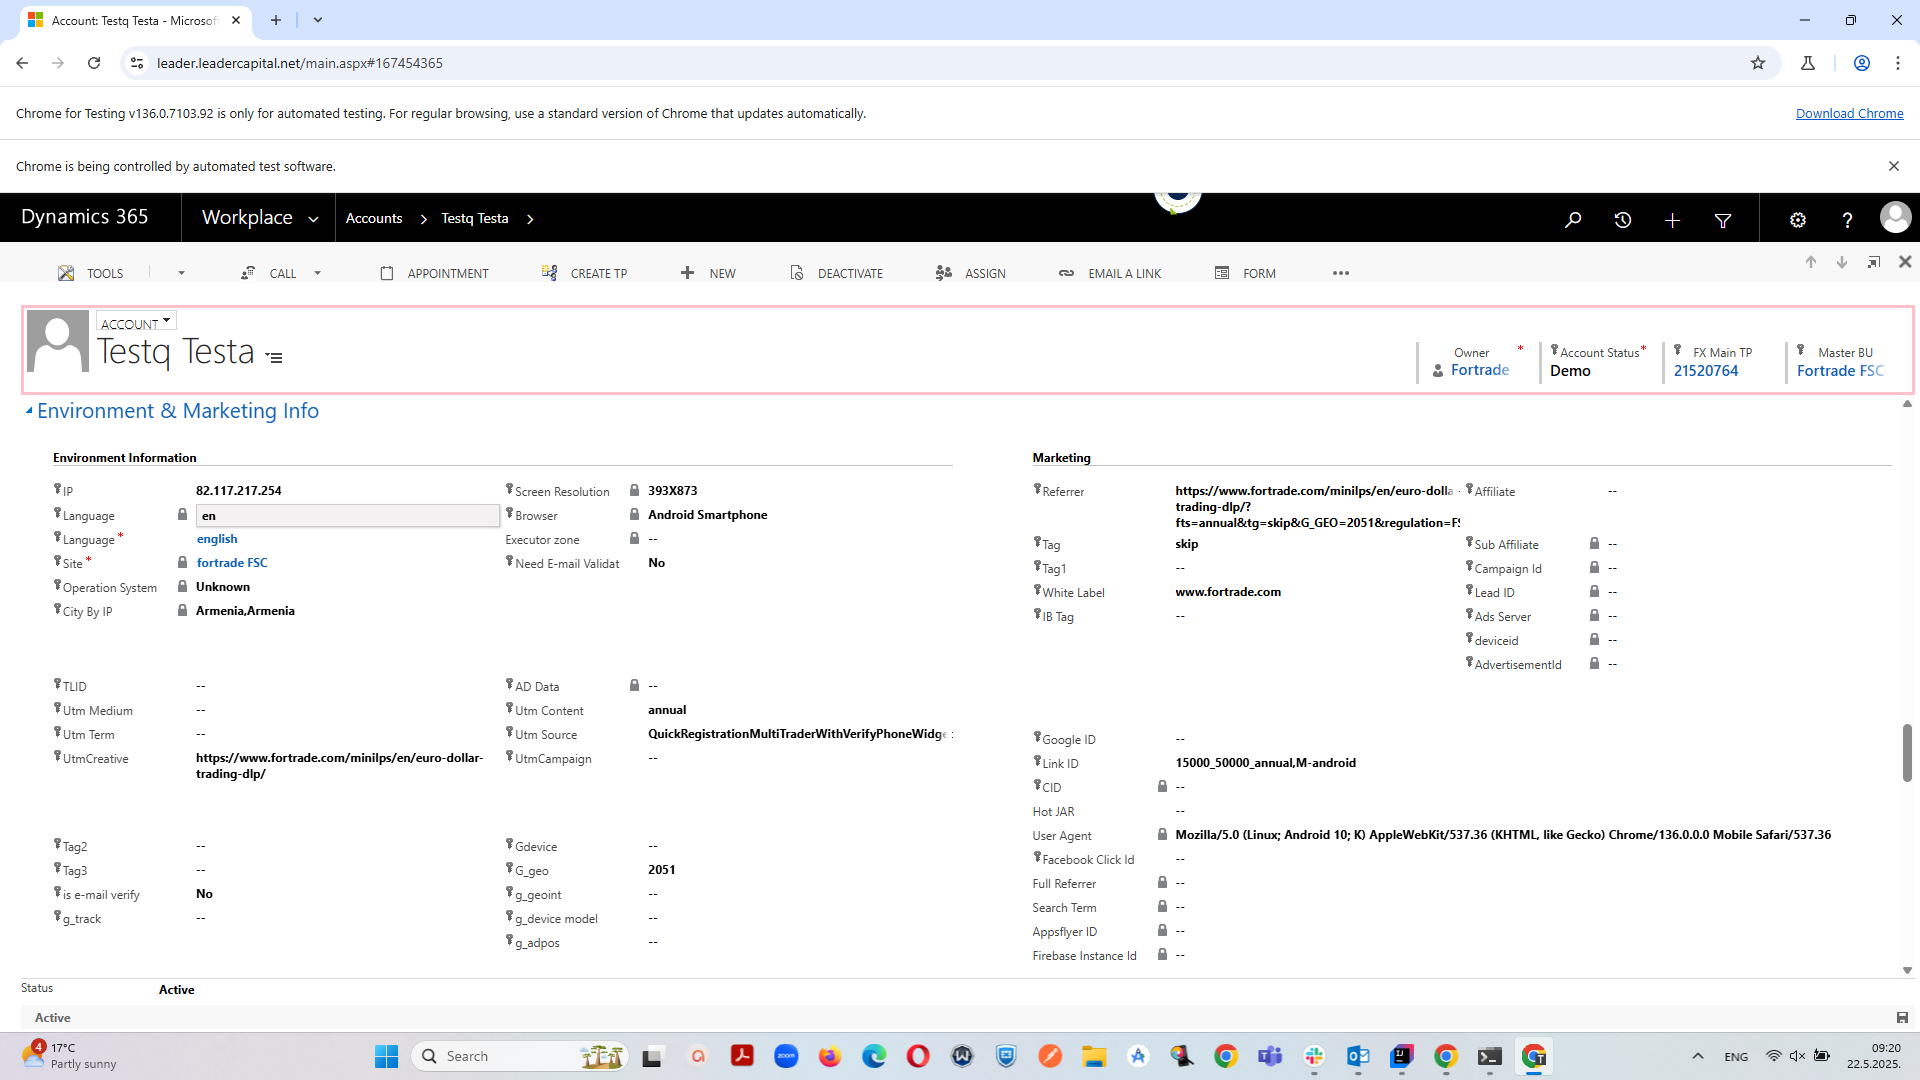 Account: Testq Testa - Microsof
leader.leadercapital.net/main.aspx#167454365
Chrome for Testing v136.0.7103.92 is only for automated testing. For regular browsing, use a standard version of Chrome that updates automatically.
Download Chrome
Chrome is being controlled by automated test software.
Dynamics 365
Workplace
Accounts
Testq Testa
TOOLS
CALL
APPOINTMENT
CREATE TP
NEW
DEACTIVATE
ASSIGN
EMAIL A LINK
FORM
ACCOUNT
Testq Testa
Owner *
Fortrade
Account Status *
Demo
FX Main TP
21520764
Master BU
Fortrade FSC
Environment & Marketing Info
Environment Information
IP 82.117.217.254
Language en
Language * english
Site * fortrade FSC
Operation System Unknown
City By IP Armenia,Armenia
Screen Resolution 393X873
Browser Android Smartphone
Executor zone --
Need E-mail Validat No
TLID --
Utm Medium --
Utm Term --
UtmCreative https://www.fortrade.com/minilps/en/euro-dollar-
trading-dlp/
AD Data --
Utm Content annual
Utm Source QuickRegistrationMultiTraderWithVerifyPhoneWidge
UtmCampaign --
Tag2 --
Tag3 --
is e-mail verify No
g_track --
Gdevice --
G_geo 2051
g_geoint --
g_device model --
g_adpos --
Marketing
Referrer https://www.fortrade.com/minilps/en/euro-dolla
trading-dlp/?
fts=annual&tg=skip&G_GEO=2051&regulation=FS
Tag skip
Tag1 --
White Label www.fortrade.com
IB Tag --
Affiliate --
Sub Affiliate --
Campaign Id --
Lead ID --
Ads Server --
deviceid --
AdvertisementId --
Google ID --
Link ID 15000_50000_annual,M-android
CID --
Hot JAR --
User Agent Mozilla/5.0 (Linux; Android 10; K) AppleWebKit/537.36 (KHTML, like Gecko) Chrome/136.0.0.0 Mobile Safari/537.36
Facebook Click Id --
Full Referrer --
Search Term --
Appsflyer ID --
Firebase Instance Id --
Status Active
Active
4
17°C
Partly sunny
Search
zoom
ENG
09:20
22.5.2025.